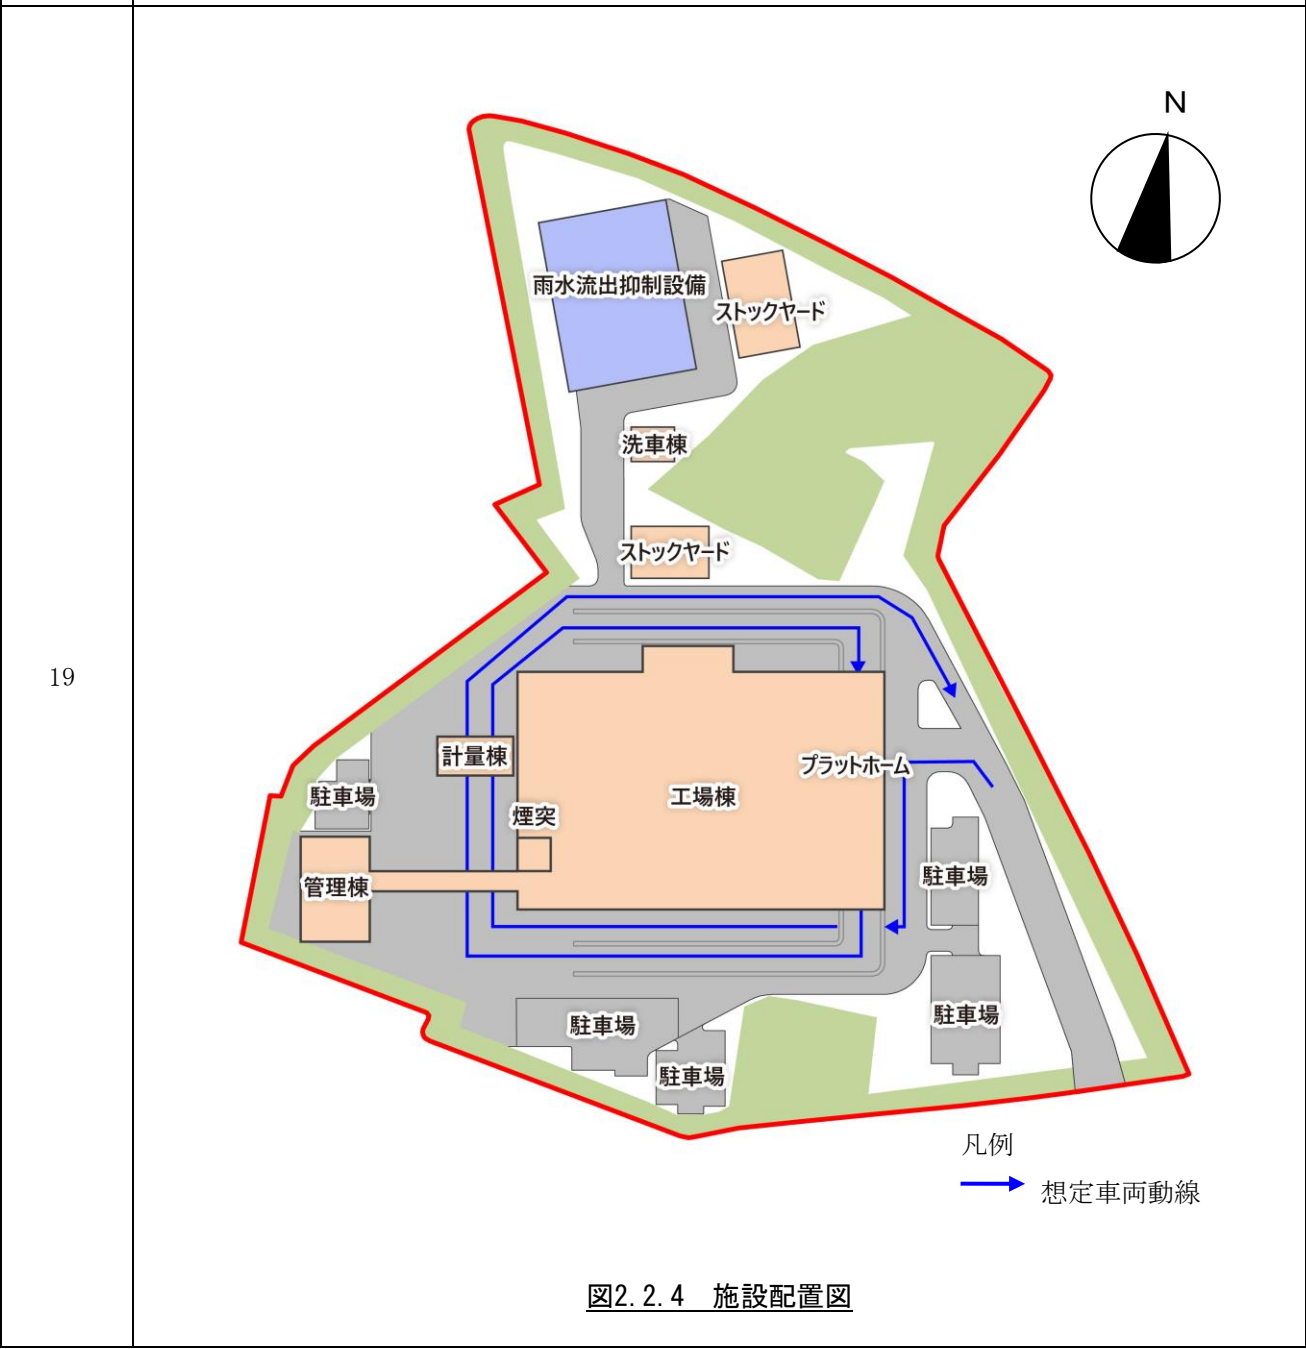 N
雨水流出抑制設備
ストックヤード
洗車棟
ストックヤード
19
計量棟
プラットホーム
駐車場
工場棟
煙突
管理棟
駐車場
駐車場
駐車場
駐車場
凡例
想定車両動線
図2.2.4 施設配置図